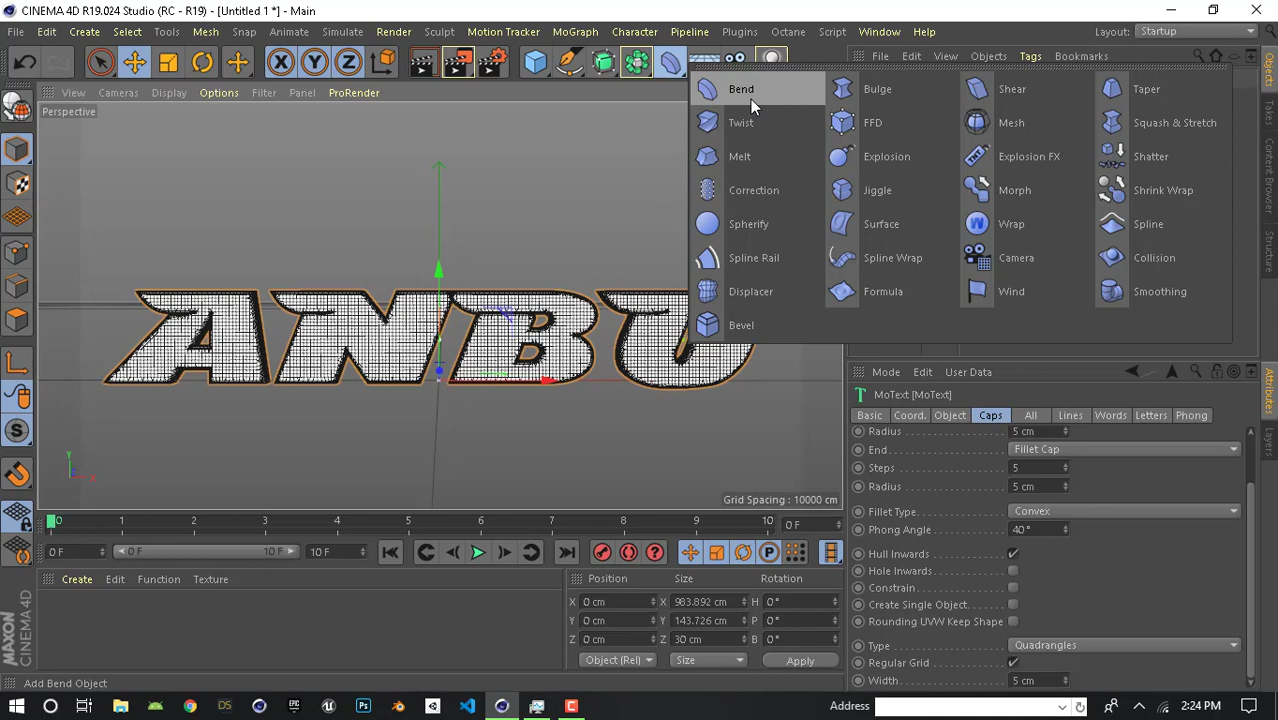 CINEMA 4D R19.024 Studio (RC - R19) - [Untitled 1 *] - Main
File Edit Create Select Tools Mesh Snap Animate Simulate Render Sculpt Motion Tracker MoGraph Character Pipeline Plugins Octane Script Window Help Layout: Startup
X Y Z
File Edit View Objects Tags Bookmarks
View Cameras Display Options Filter Panel ProRender
Perspective
Bend Bulge Shear Taper
Twist FFD Mesh Squash & Stretch
Melt Explosion Explosion FX Shatter
Correction Jiggle Morph Shrink Wrap
Spherify Surface Wrap Spline
Spline Rail Spline Wrap Camera Collision
Displacer Formula Wind Smoothing
Bevel
ANBU
Y
Z X
Grid Spacing : 10000 cm
Objects
Takes
Content Browser
Structure
Mode Edit User Data
MoText [MoText]
Basic Coord. Object Caps All Lines Words Letters Phong
Radius 5 cm
End Fillet Cap
Steps 5
Radius 5 cm
Fillet Type Convex
Phong Angle 40 °
Hull Inwards
Hole Inwards
Constrain
Create Single Object
Rounding UVW Keep Shape
Type Quadrangles
Regular Grid
Width 5 cm
Attributes
Layers
0 1 2 3 4 5 6 7 8 9 10 0 F
0 F 0 F 10 F 10 F
Create Edit Function Texture
Position Size Rotation
X 0 cm X 983.892 cm H 0 °
Y 0 cm Y 143.726 cm P 0 °
Z 0 cm Z 30 cm B 0 °
Object (Rel) Size Apply
MAXON
CINEMA 4D
Add Bend Object
Address 2:24 PM